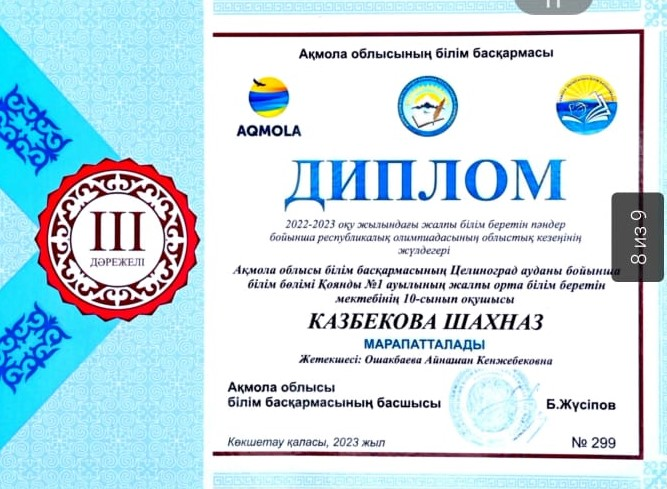 Ақмола облысының білім басқармасы
AQMOLA
ДИПЛОМ
III
ДӘРЕЖЕЛІ
2022-2023 оқу жылындағы жалпы білім беретін пәндер
бойынша республикалық олимпиадасының облыстық кезеңінің
жүлдегері
Ақмола облысы білім басқармасының Целиноград ауданы бойынша
білім бөлімі Қоянды №1 ауылының жалпы орта білім беретін
мектебінің 10-сынып оқушысы
КАЗБЕКОВА ШАХНАЗ
МАРАПАТТАЛАДЫ
Жетекшесі: Ошакбаева Айнашан Кенжебековна
Ақмола облысы
білім басқармасының басшысы
Б.Жүсіпов
Көкшетау қаласы, 2023 жыл
№ 299
8 из 9